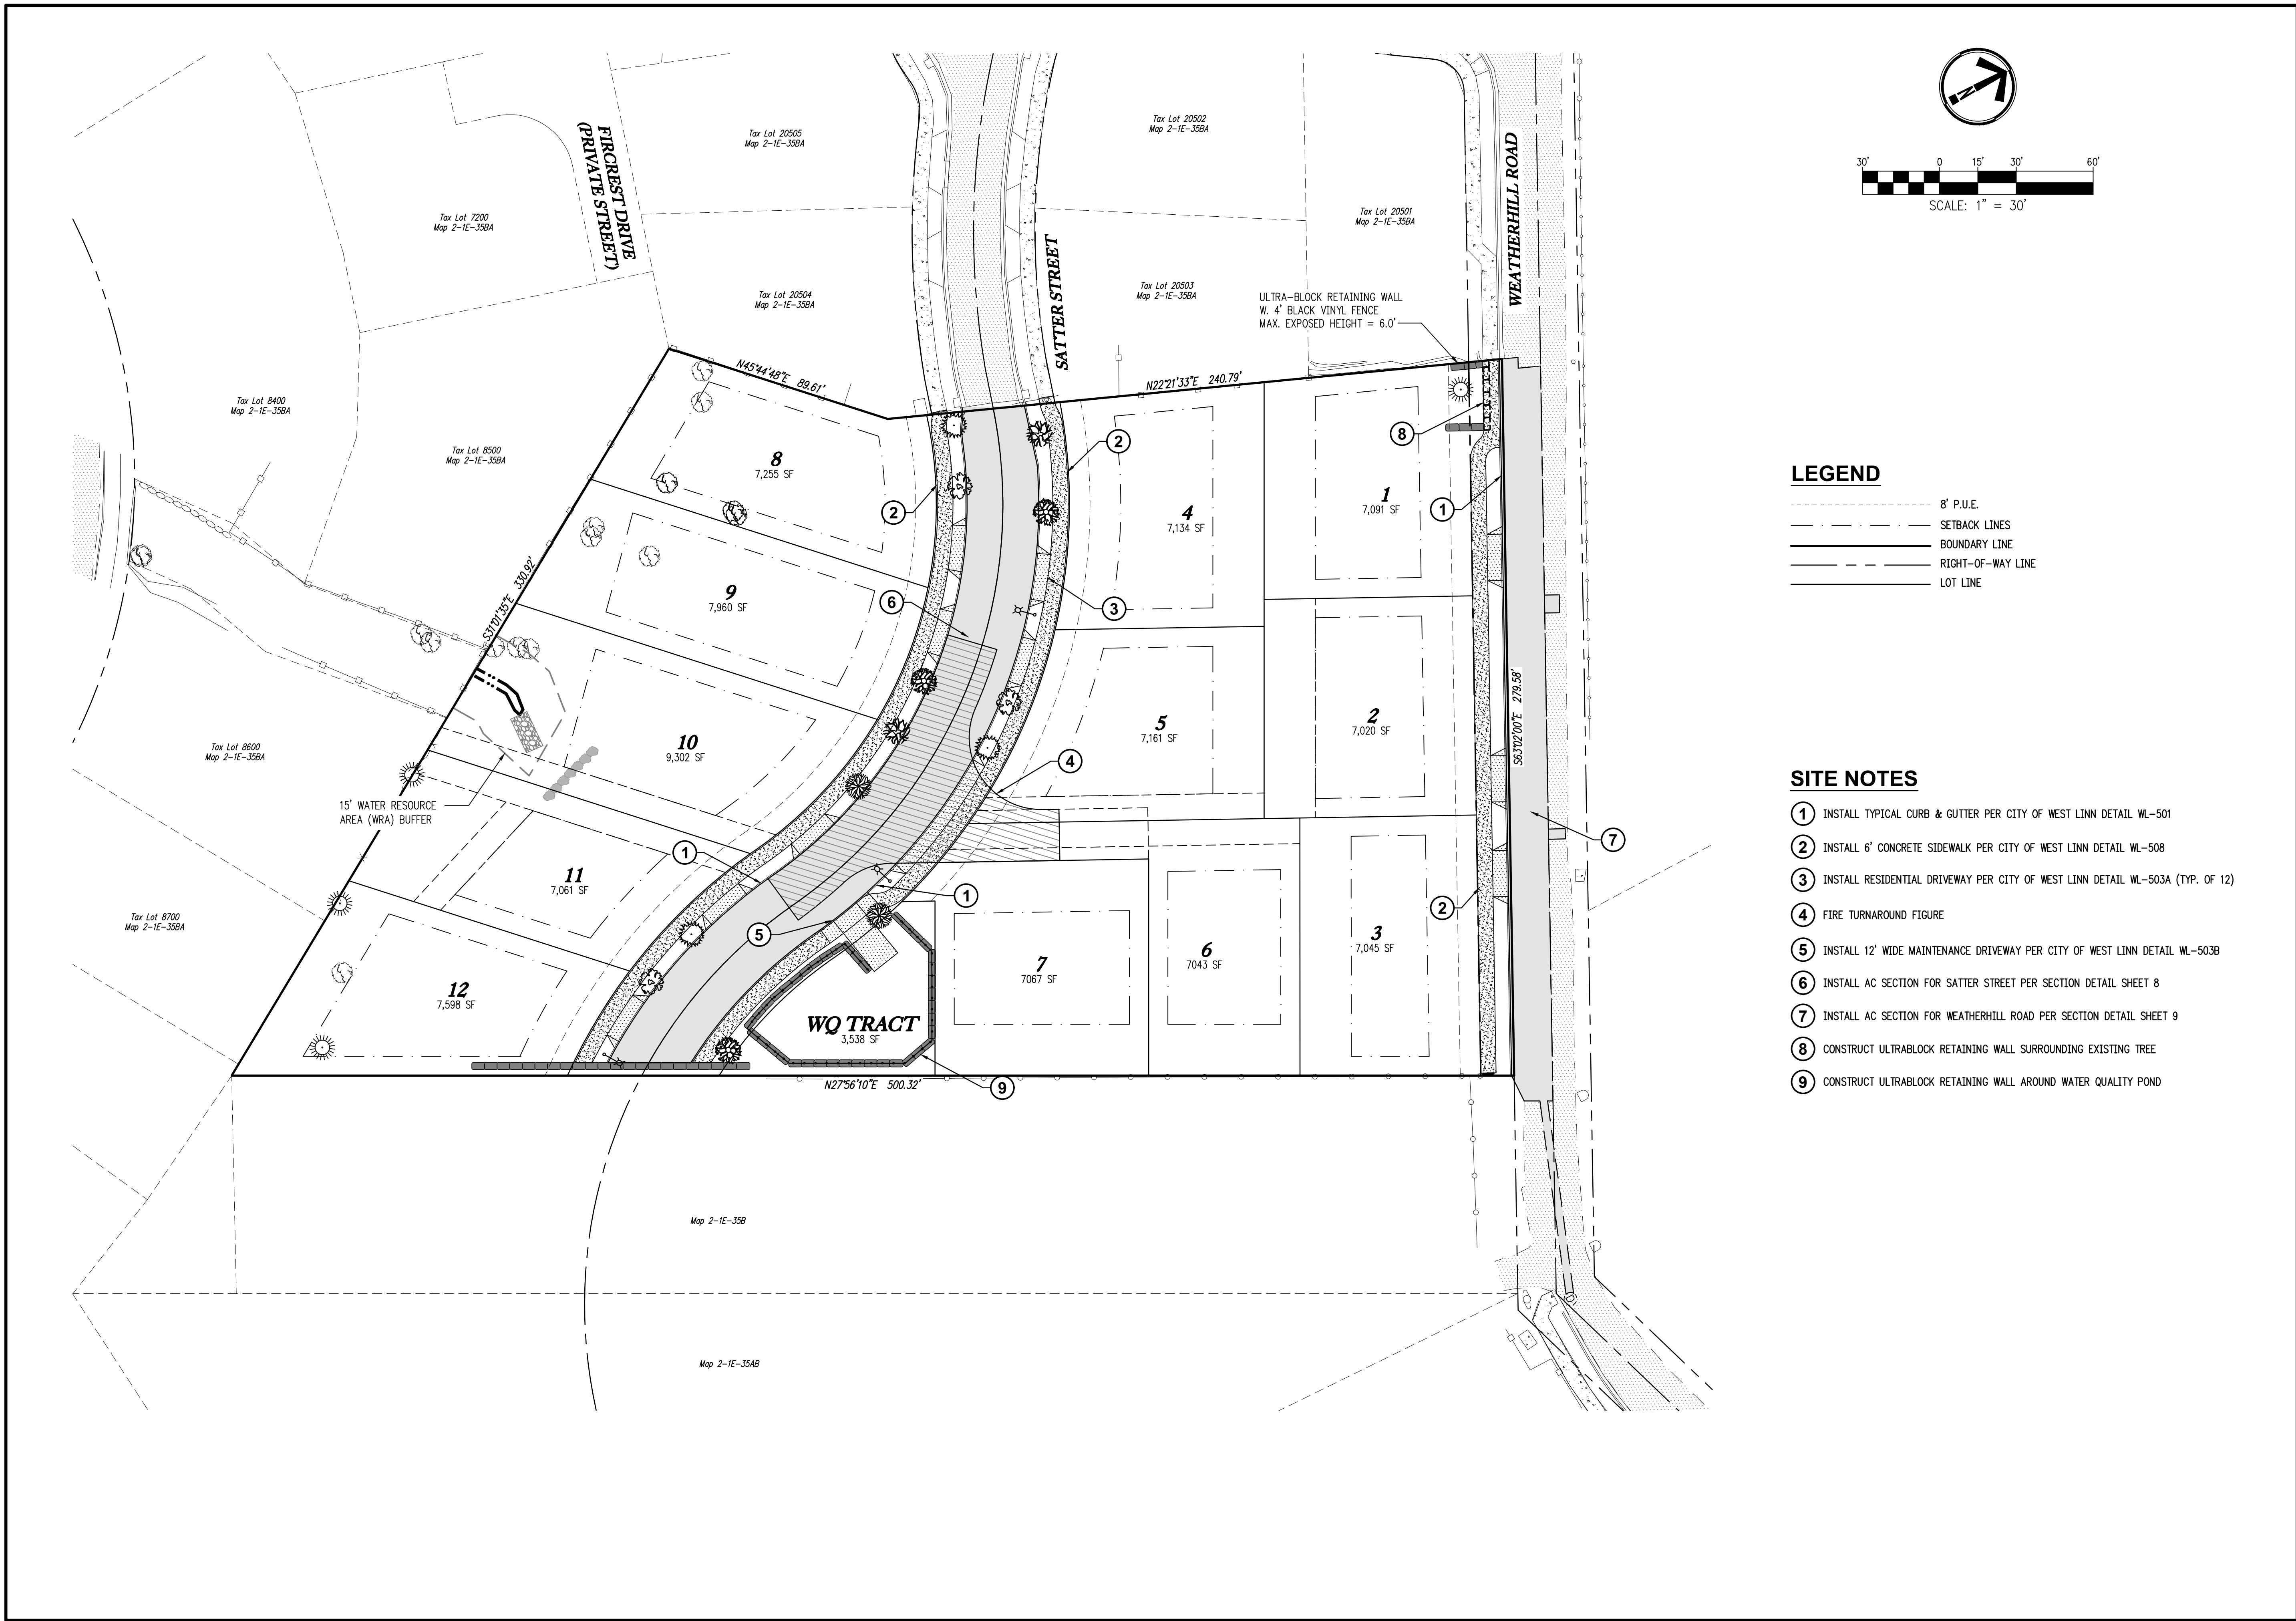 FIRCREST DRIVE
(PRIVATE STREET)
Tax Lot 20505
Map 2-1E-35BA
Tax Lot 20502
Map 2-1E-35BA
Tax Lot 7200
Map 2-1E-35BA
Tax Lot 20501
Map 2-1E-35BA
WEATHERHILL ROAD
SATTER STREET
Tax Lot 20504
Map 2-1E-35BA
Tax Lot 20503
Map 2-1E-35BA
ULTRA-BLOCK RETAINING WALL
W. 4' BLACK VINYL FENCE
MAX. EXPOSED HEIGHT = 6.0'
N45°44'48"E 89.61'
N22°21'33"E 240.79'
Tax Lot 8400
Map 2-1E-35BA
Tax Lot 8500
Map 2-1E-35BA
8
7,255 SF
4
7,134 SF
1
7,091 SF
2
8
2
1
S31°01'35"E 330.92'
9
7,960 SF
6
3
10
9,302 SF
5
7,161 SF
2
7,020 SF
S63°02'00"E 279.58'
4
7
Tax Lot 8600
Map 2-1E-35BA
15' WATER RESOURCE
AREA (WRA) BUFFER
1
11
7,061 SF
1
2
5
Tax Lot 8700
Map 2-1E-35BA
12
7,598 SF
7
7067 SF
6
7043 SF
3
7,045 SF
WQ TRACT
3,538 SF
N27°56'10"E 500.32'
9
Map 2-1E-35B
Map 2-1E-35AB
N
30' 0 15' 30' 60'
SCALE: 1" = 30'
LEGEND
8' P.U.E.
SETBACK LINES
BOUNDARY LINE
RIGHT-OF-WAY LINE
LOT LINE
SITE NOTES
1 INSTALL TYPICAL CURB & GUTTER PER CITY OF WEST LINN DETAIL WL-501
2 INSTALL 6' CONCRETE SIDEWALK PER CITY OF WEST LINN DETAIL WL-508
3 INSTALL RESIDENTIAL DRIVEWAY PER CITY OF WEST LINN DETAIL WL-503A (TYP. OF 12)
4 FIRE TURNAROUND FIGURE
5 INSTALL 12' WIDE MAINTENANCE DRIVEWAY PER CITY OF WEST LINN DETAIL WL-503B
6 INSTALL AC SECTION FOR SATTER STREET PER SECTION DETAIL SHEET 8
7 INSTALL AC SECTION FOR WEATHERHILL ROAD PER SECTION DETAIL SHEET 9
8 CONSTRUCT ULTRABLOCK RETAINING WALL SURROUNDING EXISTING TREE
9 CONSTRUCT ULTRABLOCK RETAINING WALL AROUND WATER QUALITY POND